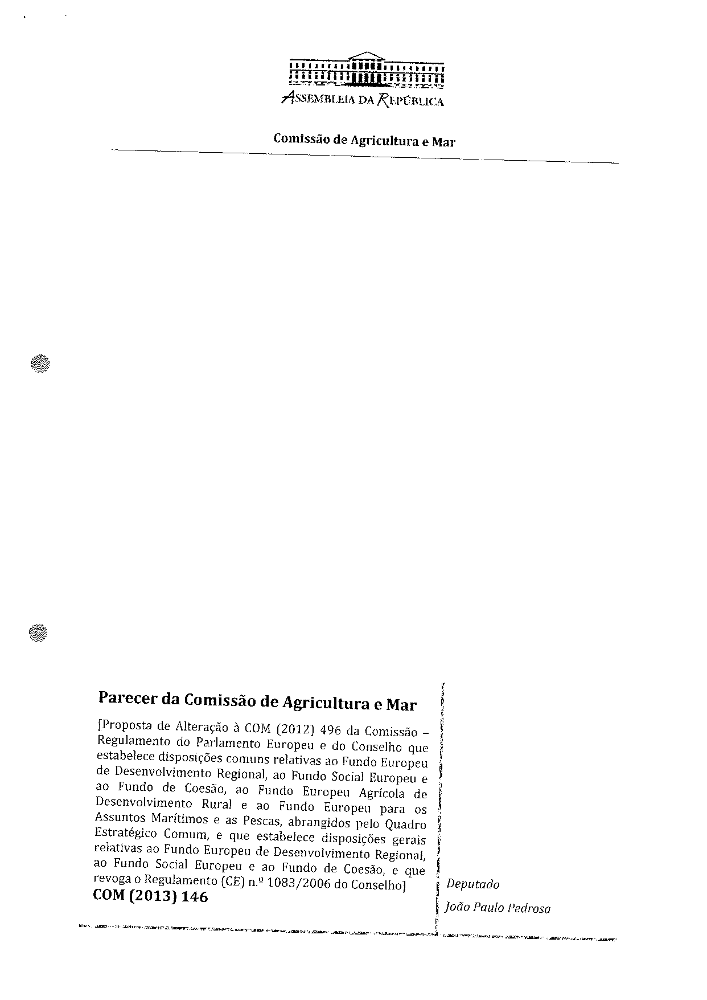 ASSEMBLEIA DA REPÚBLICA
Comissão de Agricultura e Mar
Parecer da Comissão de Agricultura e Mar
[Proposta de Alteração à COM (2012) 496 da Comissão –
Regulamento do Parlamento Europeu e do Conselho que
estabelece disposições comuns relativas ao Fundo Europeu
de Desenvolvimento Regional, ao Fundo Social Europeu e
ao Fundo de Coesão, ao Fundo Europeu Agrícola de
Desenvolvimento Rural e ao Fundo Europeu para os
Assuntos Marítimos e as Pescas, abrangidos pelo Quadro
Estratégico Comum, e que estabelece disposições gerais
relativas ao Fundo Europeu de Desenvolvimento Regional,
ao Fundo Social Europeu e ao Fundo de Coesão, e que
revoga o Regulamento (CE) n.º 1083/2006 do Conselho]
COM (2013) 146
Deputado
João Paulo Pedrosa